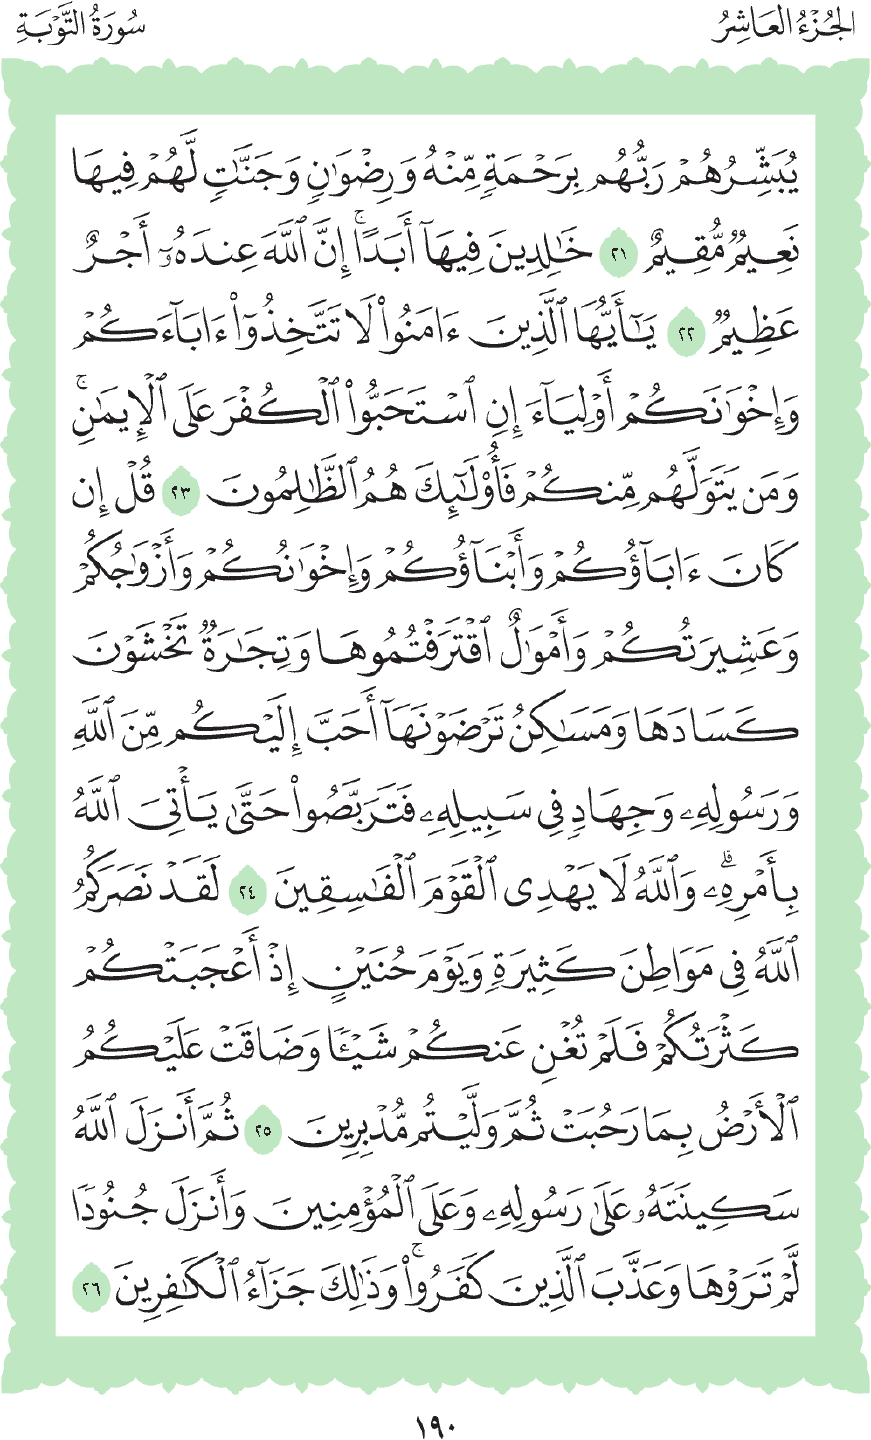 الجُزْءُ العَاشِرُ
سُورَةُ التَّوْبَةِ
يُبَشِّرُهُمْ رَبُّهُم بِرَحْمَةٍ مِّنْهُ وَرِضْوَٰنٍ وَجَنَّـٰتٍ لَّهُمْ فِيهَا
نَعِيمٌ مُّقِيمٌ ٢١ خَـٰلِدِينَ فِيهَآ أَبَدًاۚ إِنَّ ٱللَّهَ عِندَهُۥٓ أَجْرٌ
عَظِيمٌ ٢٢ يَـٰٓأَيُّهَا ٱلَّذِينَ ءَامَنُوا۟ لَا تَتَّخِذُوٓا۟ ءَابَآءَكُمْ
وَإِخْوَٰنَكُمْ أَوْلِيَآءَ إِنِ ٱسْتَحَبُّوا۟ ٱلْكُفْرَ عَلَى ٱلْإِيمَـٰنِۚ
وَمَن يَتَوَلَّهُم مِّنكُمْ فَأُو۟لَـٰٓئِكَ هُمُ ٱلظَّـٰلِمُونَ ٢٣ قُلْ إِن
كَانَ ءَابَآؤُكُمْ وَأَبْنَآؤُكُمْ وَإِخْوَٰنُكُمْ وَأَزْوَٰجُكُمْ
وَعَشِيرَتُكُمْ وَأَمْوَٰلٌ ٱقْتَرَفْتُمُوهَا وَتِجَـٰرَةٌ تَخْشَوْنَ
كَسَادَهَا وَمَسَـٰكِنُ تَرْضَوْنَهَآ أَحَبَّ إِلَيْكُم مِّنَ ٱللَّهِ
وَرَسُولِهِۦ وَجِهَادٍ فِى سَبِيلِهِۦ فَتَرَبَّصُوا۟ حَتَّىٰ يَأْتِىَ ٱللَّهُ
بِأَمْرِهِۦۗ وَٱللَّهُ لَا يَهْدِى ٱلْقَوْمَ ٱلْفَـٰسِقِينَ ٢٤ لَقَدْ نَصَرَكُمُ
ٱللَّهُ فِى مَوَاطِنَ كَثِيرَةٍ وَيَوْمَ حُنَيْنٍ إِذْ أَعْجَبَتْكُمْ
كَثْرَتُكُمْ فَلَمْ تُغْنِ عَنكُمْ شَيْـًٔا وَضَاقَتْ عَلَيْكُمُ
ٱلْأَرْضُ بِمَا رَحُبَتْ ثُمَّ وَلَّيْتُم مُّدْبِرِينَ ٢٥ ثُمَّ أَنزَلَ ٱللَّهُ
سَكِينَتَهُۥ عَلَىٰ رَسُولِهِۦ وَعَلَى ٱلْمُؤْمِنِينَ وَأَنزَلَ جُنُودًا
لَّمْ تَرَوْهَا وَعَذَّبَ ٱلَّذِينَ كَفَرُوا۟ۚ وَذَٰلِكَ جَزَآءُ ٱلْكَـٰفِرِينَ ٢٦
١٩٠